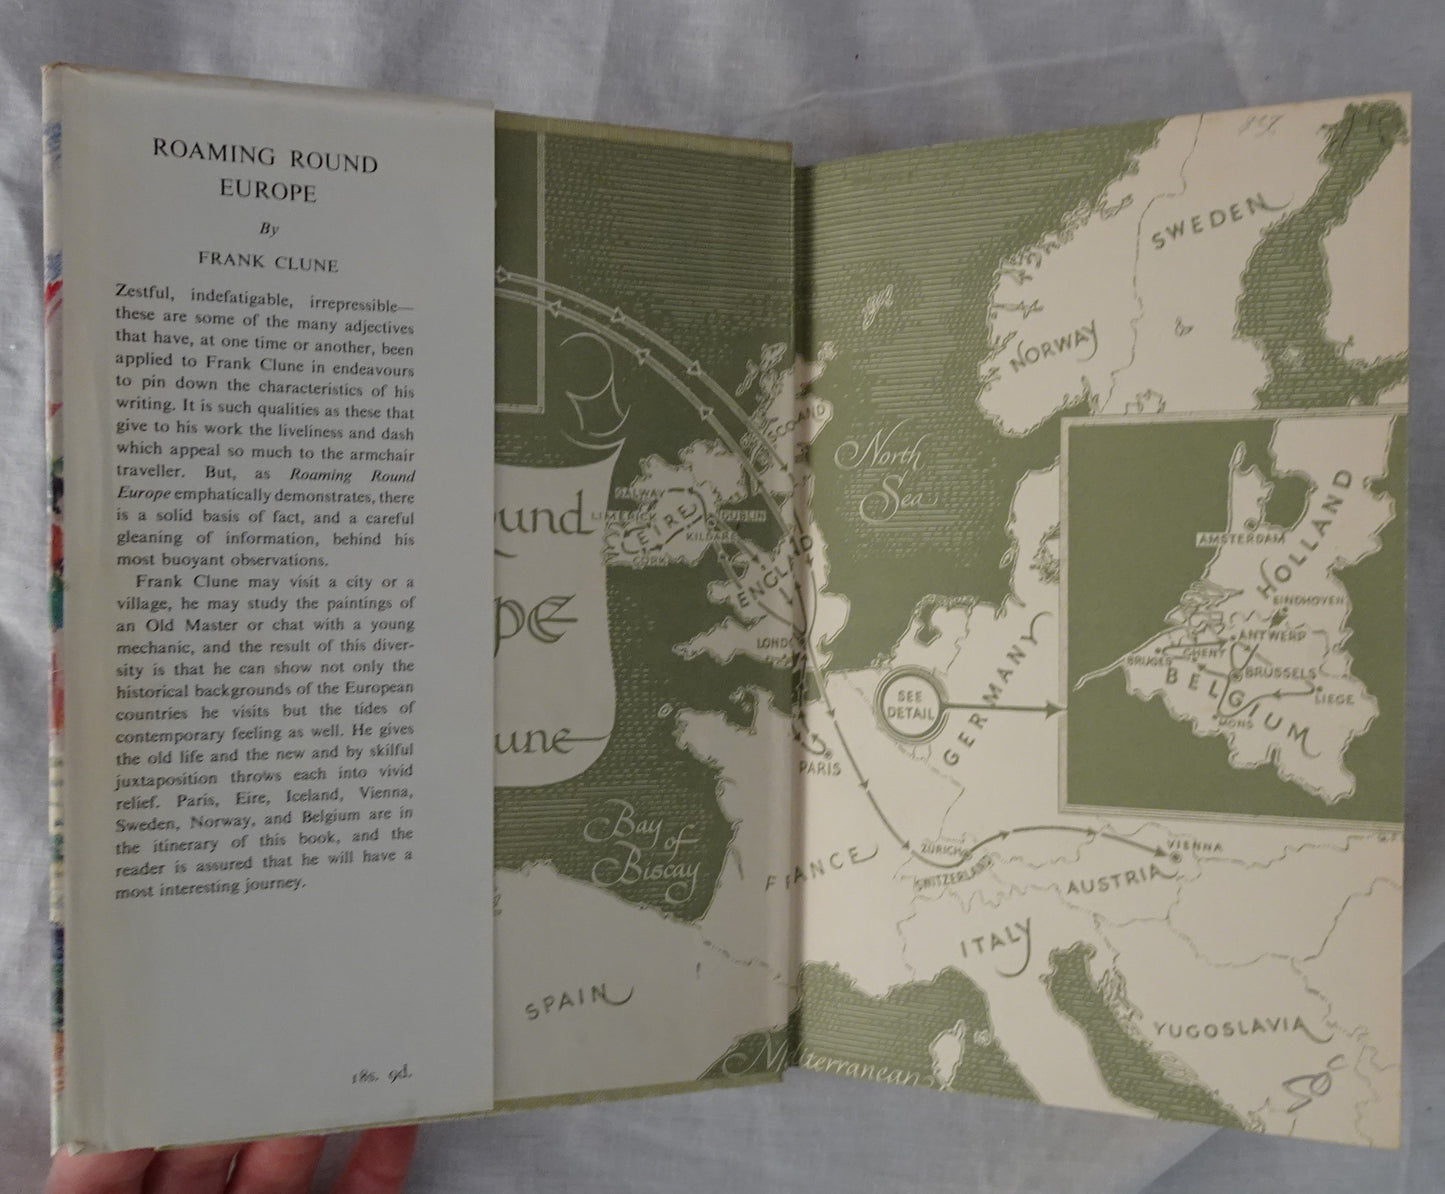 ROAMING ROUND
EUROPE
By
FRANK CLUNE
Zestful, indefatigable, irrepressible—
these are some of the many adjectives
that have, at one time or another, been
applied to Frank Clune in endeavours
to pin down the characteristics of his
writing. It is such qualities as these that
give to his work the liveliness and dash
which appeal so much to the armchair
traveller. But, as Roaming Round
Europe emphatically demonstrates, there
is a solid basis of fact, and a careful
gleaning of information, behind his
most buoyant observations.
Frank Clune may visit a city or a
village, he may study the paintings of
an Old Master or chat with a young
mechanic, and the result of this diver-
sity is that he can show not only the
historical backgrounds of the European
countries he visits but the tides of
contemporary feeling as well. He gives
the old life and the new and by skilful
juxtaposition throws each into vivid
relief. Paris, Eire, Iceland, Vienna,
Sweden, Norway, and Belgium are in
the itinerary of this book, and the
reader is assured that he will have a
most interesting journey.
18s. 9d.
und
pe
une
SCOTLAND
GALWAY
LIMERICK
EIRE
DUBLIN
KILDARE
CORK
ENGLAND
LONDO
Bay
of
Biscay
SPAIN
FRANCE
PARIS
Mediterranean
SWEDEN
NORWAY
North
Sea
SEE
DETAIL
GERMANY
ZURICH
SWITZERLAND
VIENNA
AUSTRIA
ITALY
YUGOSLAVIA
HOLLAND
AMSTERDAM
EINDHOVEN
ANTWERP
GHENT
BRUGES
BRUSSELS
BELGIUM
LIEGE
MONS